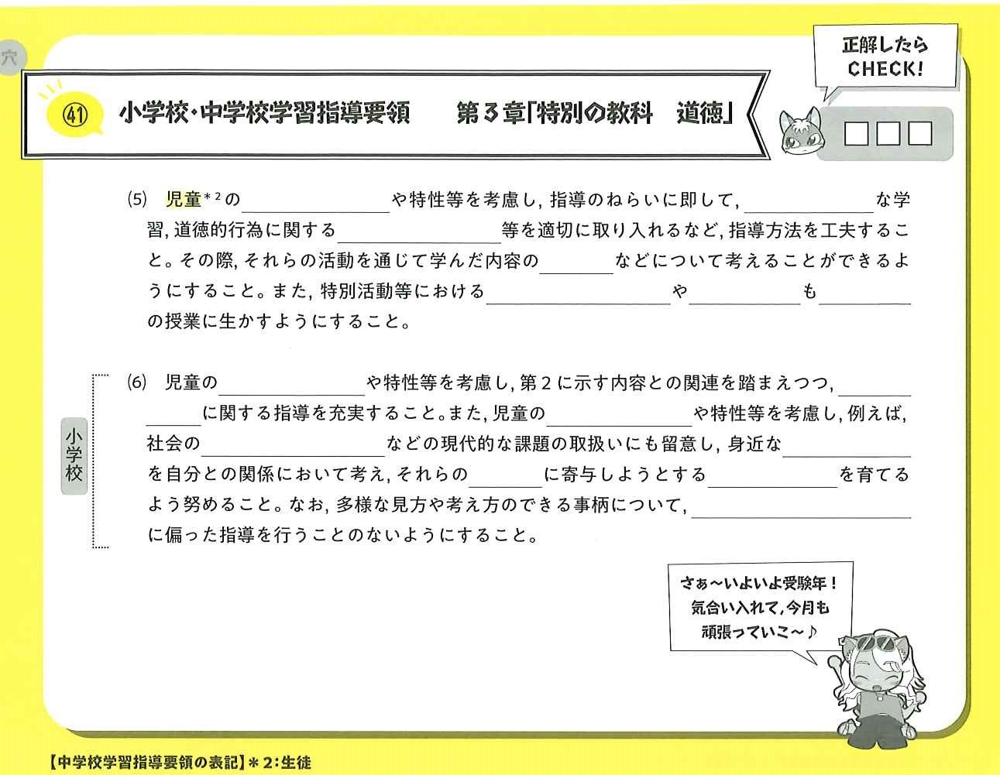 穴
正解したら
CHECK!
㊶ 小学校・中学校学習指導要領　第3章「特別の教科　道徳」
(5)　児童＊2の＿＿＿＿＿＿＿＿や特性等を考慮し，指導のねらいに即して，＿＿＿＿＿＿＿な学
習，道徳的行為に関する＿＿＿＿＿＿＿＿＿等を適切に取り入れるなど，指導方法を工夫するこ
と。その際，それらの活動を通じて学んだ内容の＿＿＿＿などについて考えることができるよ
うにすること。また，特別活動等における＿＿＿＿＿＿＿＿＿＿や＿＿＿＿＿＿も＿＿＿＿＿
の授業に生かすようにすること。
(6)　児童の＿＿＿＿＿＿＿＿や特性等を考慮し，第2に示す内容との関連を踏まえつつ，＿＿＿＿
＿＿＿に関する指導を充実すること。また，児童の＿＿＿＿＿＿＿＿や特性等を考慮し，例えば，
社会の＿＿＿＿＿＿＿＿＿＿などの現代的な課題の取扱いにも留意し，身近な＿＿＿＿＿＿＿
を自分との関係において考え，それらの＿＿＿＿に寄与しようとする＿＿＿＿＿＿＿を育てる
よう努めること。なお，多様な見方や考え方のできる事柄について，＿＿＿＿＿＿＿＿＿＿＿＿
に偏った指導を行うことのないようにすること。
小学校
さぁ～いよいよ受験年！
気合い入れて，今月も
頑張っていこ～♪
【中学校学習指導要領の表記】＊2：生徒